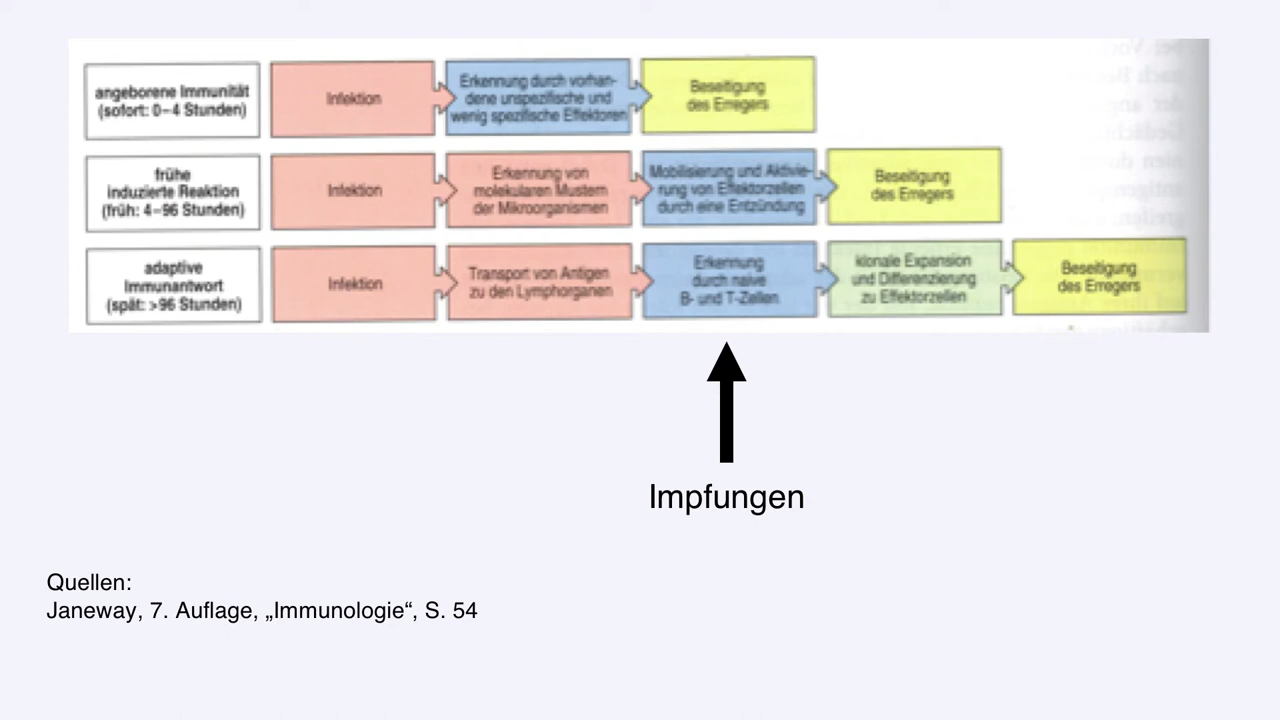 angeborene Immunität
(sofort: 0–4 Stunden)
Infektion
Erkennung durch vorhan-
dene unspezifische und
wenig spezifische Effektoren
Beseitigung
des Erregers
frühe
induzierte Reaktion
(früh: 4–96 Stunden)
Infektion
Erkennung von
molekularen Mustern
der Mikroorganismen
Mobilisierung und Aktivie-
rung von Effektorzellen
durch eine Entzündung
Beseitigung
des Erregers
adaptive
Immunantwort
(spät: >96 Stunden)
Infektion
Transport von Antigen
zu den Lymphorganen
Erkennung
durch naive
B- und T-Zellen
klonale Expansion
und Differenzierung
zu Effektorzellen
Beseitigung
des Erregers
Impfungen
Quellen:
Janeway, 7. Auflage, „Immunologie“, S. 54